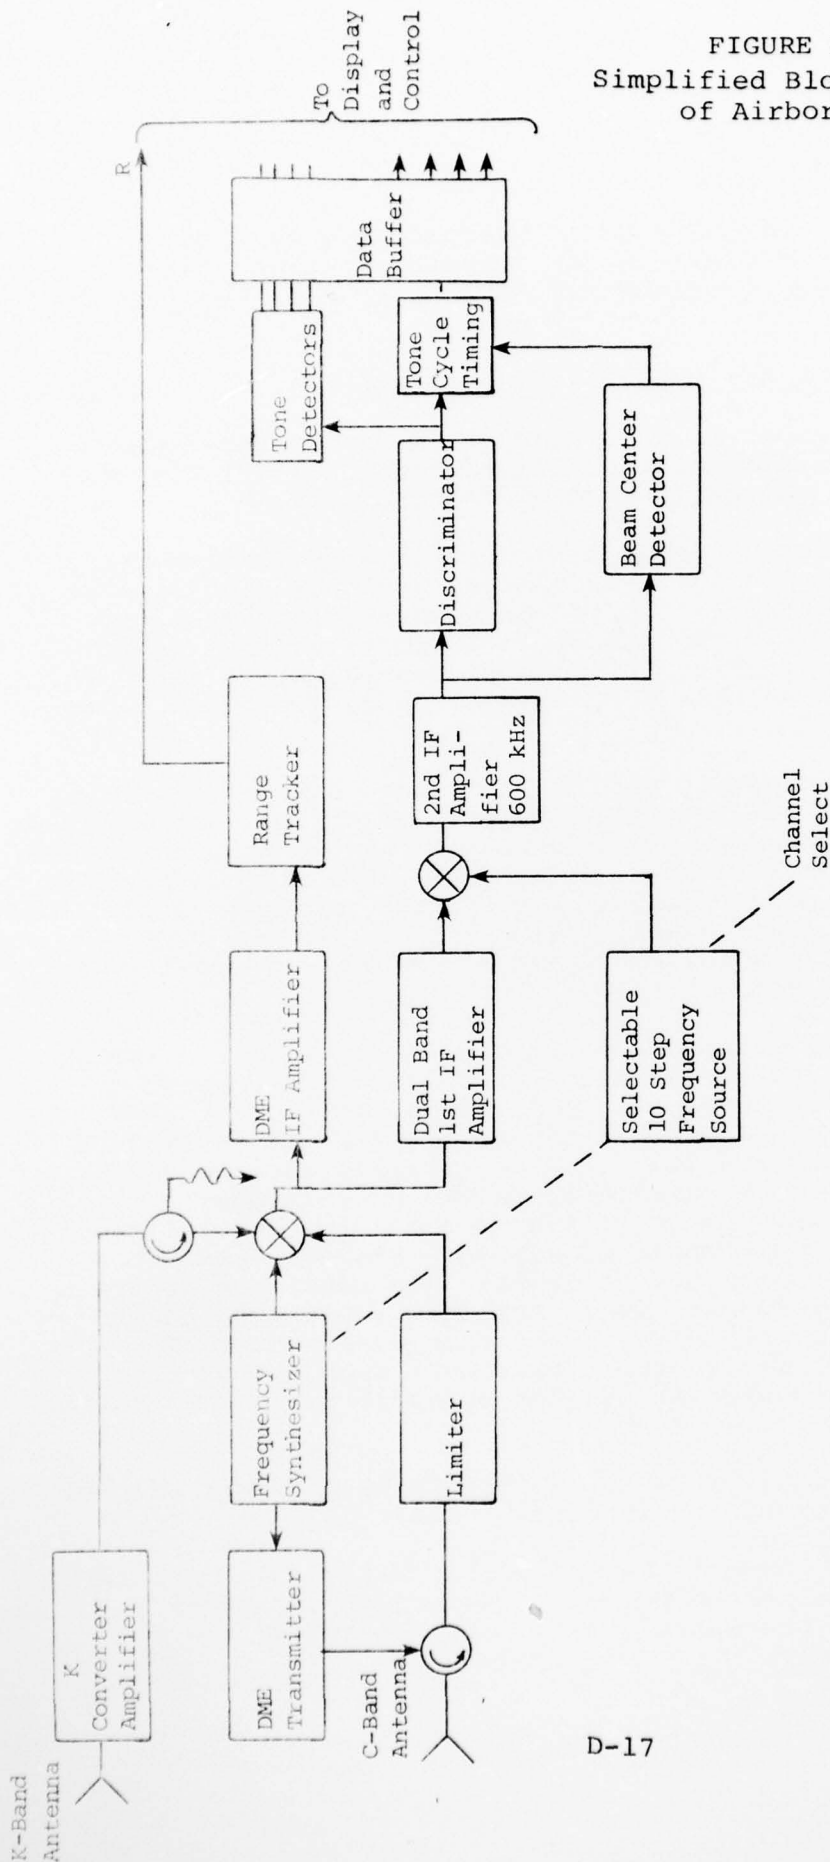 FIGURE
Simplified Blo
of Airbor
To
Display
and
Control
R
Data
Buffer
Tone
Detectors
Tone
Cycle
Timing
Discriminator
Beam Center
Detector
Range
Tracker
2nd IF
Ampli-
fier
600 kHz
Channel
Select
DME
IF Amplifier
Dual Band
1st IF
Amplifier
Selectable
10 Step
Frequency
Source
Frequency
Synthesizer
Limiter
K
Converter
Amplifier
DME
Transmitter
C-Band
Antenna
K-Band
Antenna
D-17